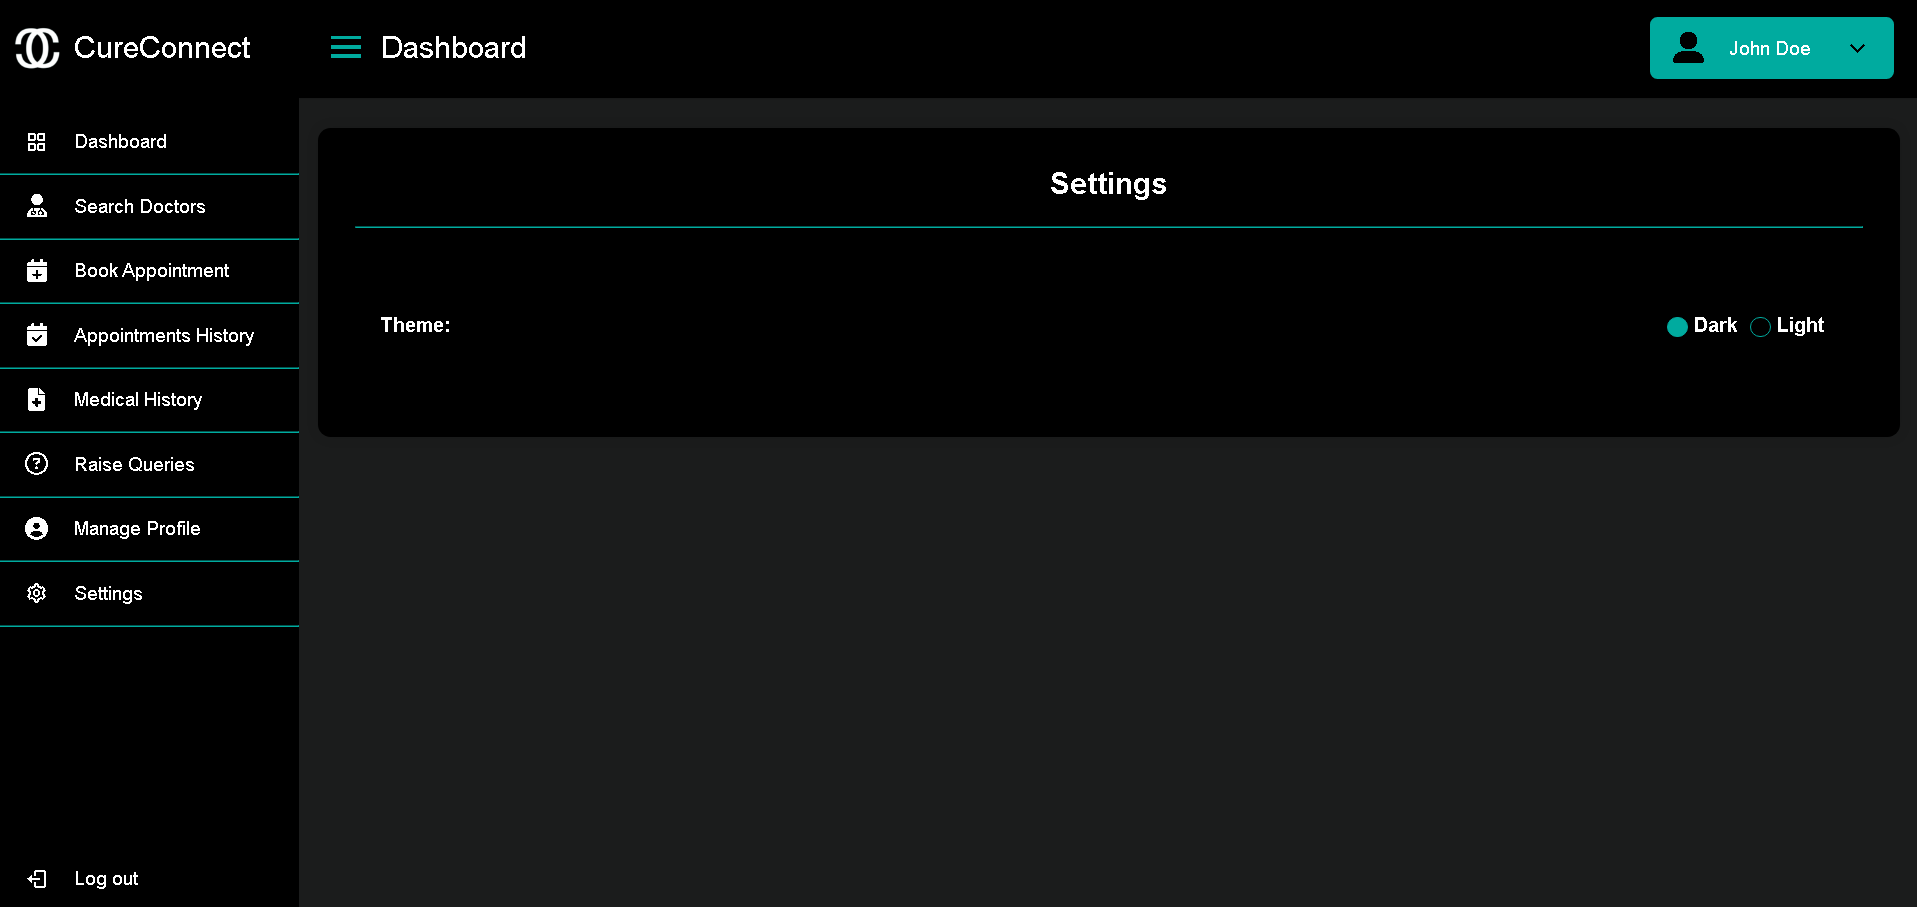 CureConnect
Dashboard
John Doe
Dashboard
Search Doctors
Book Appointment
Appointments History
Medical History
Raise Queries
Manage Profile
Settings
Log out
Settings
Theme:
Dark
Light